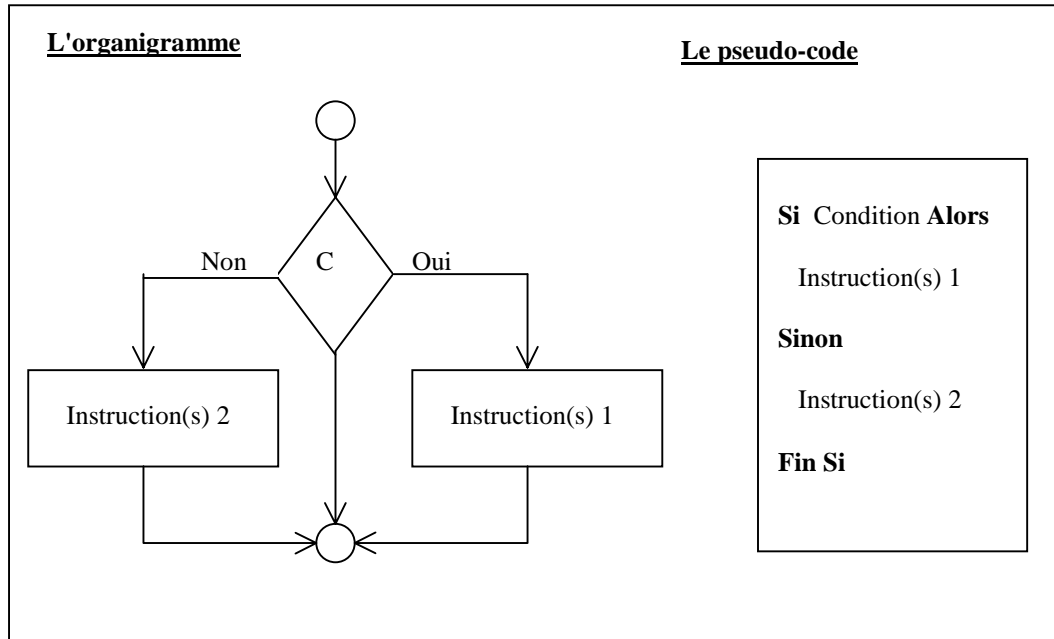 L'organigramme
Le pseudo-code
C
Non
Oui
Instruction(s) 2
Instruction(s) 1
Si Condition Alors
Instruction(s) 1
Sinon
Instruction(s) 2
Fin Si